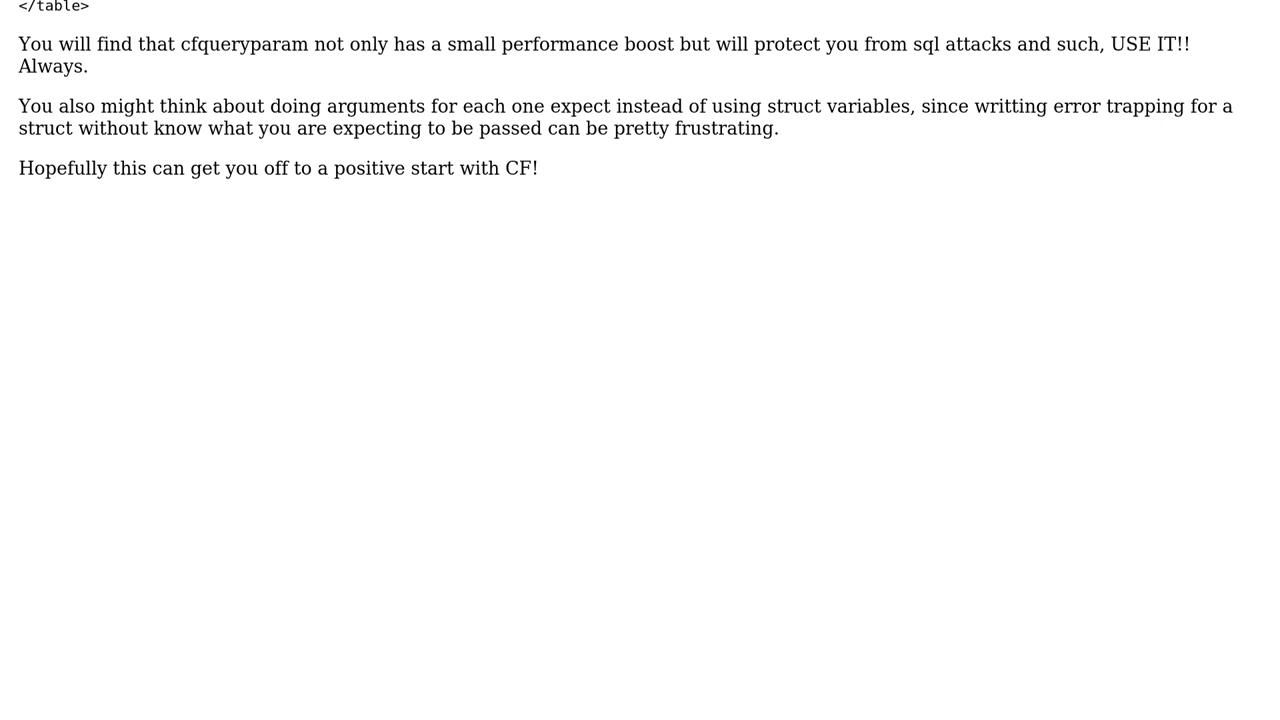 </table>
You will find that cfqueryparam not only has a small performance boost but will protect you from sql attacks and such, USE IT!!
Always.
You also might think about doing arguments for each one expect instead of using struct variables, since writting error trapping for a
struct without know what you are expecting to be passed can be pretty frustrating.
Hopefully this can get you off to a positive start with CF!